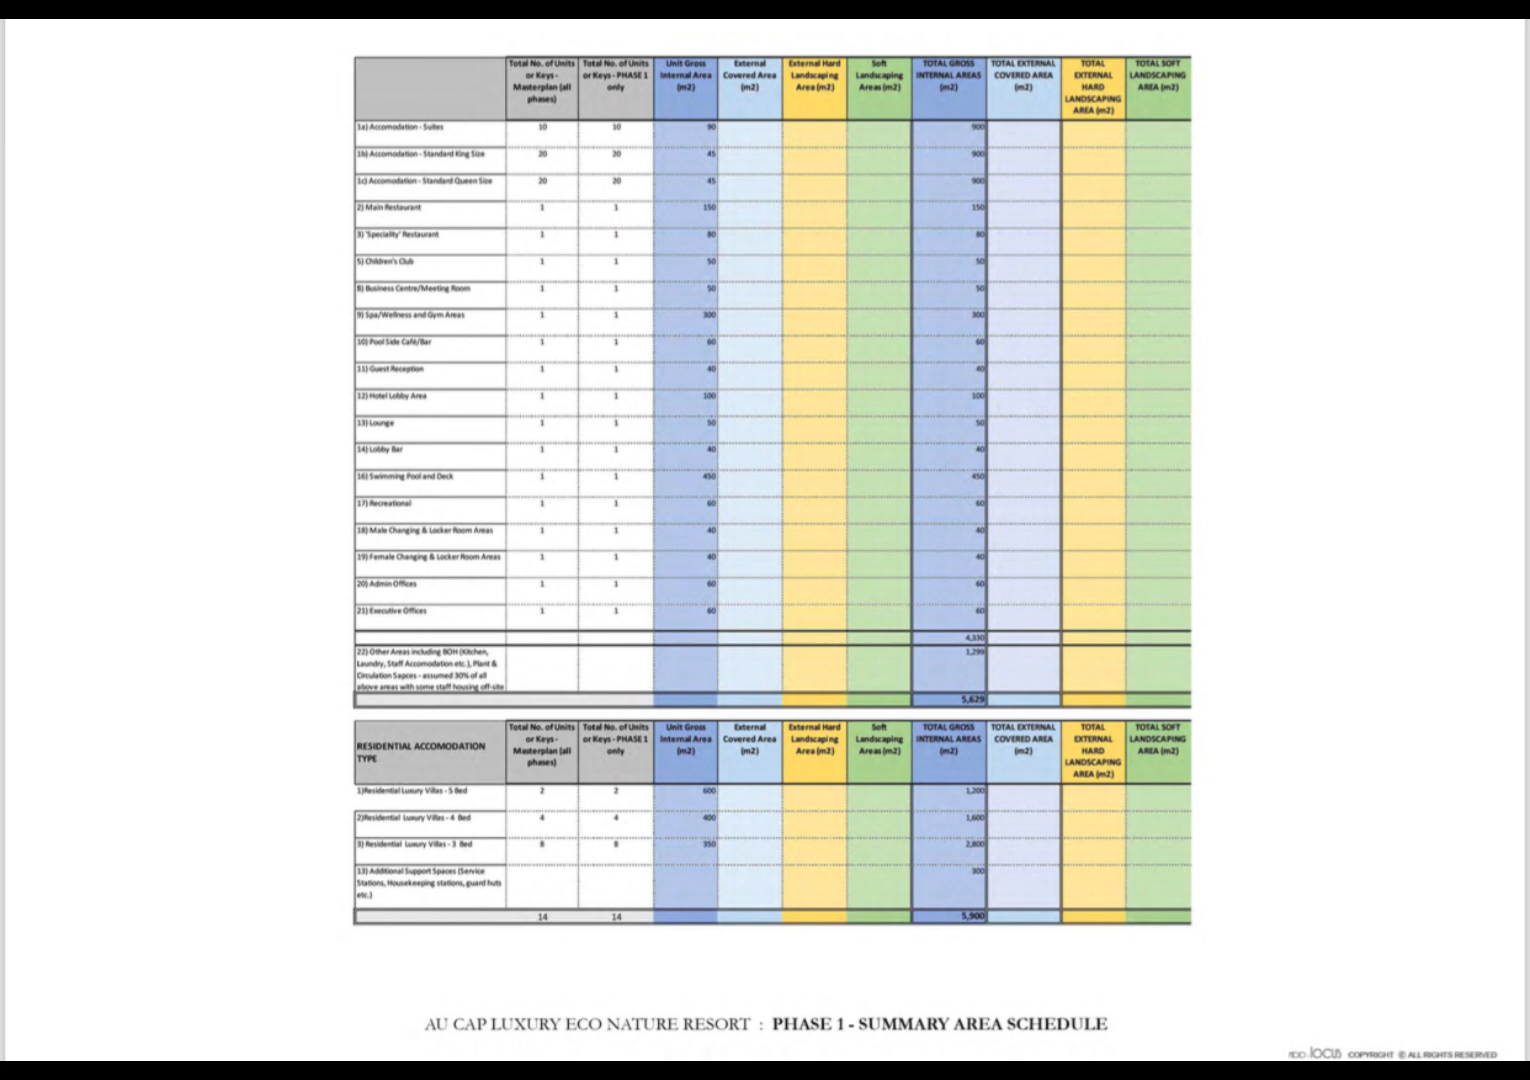 Total No. of Units or Keys - Masterplan (all phases) Total No. of Units or Keys - PHASE 1 only Unit Gross Internal Area (m2) External Covered Area (m2) External Hard Landscaping Area (m2) Soft Landscaping Areas (m2) TOTAL GROSS INTERNAL AREAS (m2) TOTAL EXTERNAL COVERED AREA (m2) TOTAL EXTERNAL HARD LANDSCAPING AREA (m2) TOTAL SOFT LANDSCAPING AREA (m2)
1a) Accomodation - Suites 10 10 90 900
1b) Accomodation - Standard King Size 20 20 45 900
1c) Accomodation - Standard Queen Size 20 20 45 900
2) Main Restaurant 1 1 150 150
3) 'Speciality' Restaurant 1 1 80 80
5) Children's Club 1 1 50 50
8) Business Centre/Meeting Room 1 1 50 50
9) Spa/Wellness and Gym Areas 1 1 300 300
10) Pool Side Café/Bar 1 1 60 60
11) Guest Reception 1 1 40 40
12) Hotel Lobby Area 1 1 100 100
13) Lounge 1 1 50 50
14) Lobby Bar 1 1 40 40
16) Swimming Pool and Deck 1 1 450 450
17) Recreational 1 1 60 60
18) Male Changing & Locker Room Areas 1 1 40 40
19) Female Changing & Locker Room Areas 1 1 40 40
20) Admin Offices 1 1 60 60
21) Executive Offices 1 1 60 60
4,330
22) Other Areas including BOH (Kitchen, 1,299
Laundry, Staff Accomodation etc.), Plant &
Circulation Sapces - assumed 30% of all
above areas with some staff housing off-site
5,629
RESIDENTIAL ACCOMODATION TYPE Total No. of Units or Keys - Masterplan (all phases) Total No. of Units or Keys - PHASE 1 only Unit Gross Internal Area (m2) External Covered Area (m2) External Hard Landscaping Area (m2) Soft Landscaping Areas (m2) TOTAL GROSS INTERNAL AREAS (m2) TOTAL EXTERNAL COVERED AREA (m2) TOTAL EXTERNAL HARD LANDSCAPING AREA (m2) TOTAL SOFT LANDSCAPING AREA (m2)
1)Residential Luxury Villas - 5 Bed 2 2 600 1,200
2)Residential Luxury Villas - 4 Bed 4 4 400 1,600
3) Residential Luxury Villas - 3 Bed 8 8 350 2,800
13) Additional Support Spaces (Service 300
Stations, Housekeeping stations, guard huts
etc.)
14 14 5,900
AU CAP LUXURY ECO NATURE RESORT : PHASE 1 - SUMMARY AREA SCHEDULE
locus COPYRIGHT © ALL RIGHTS RESERVED